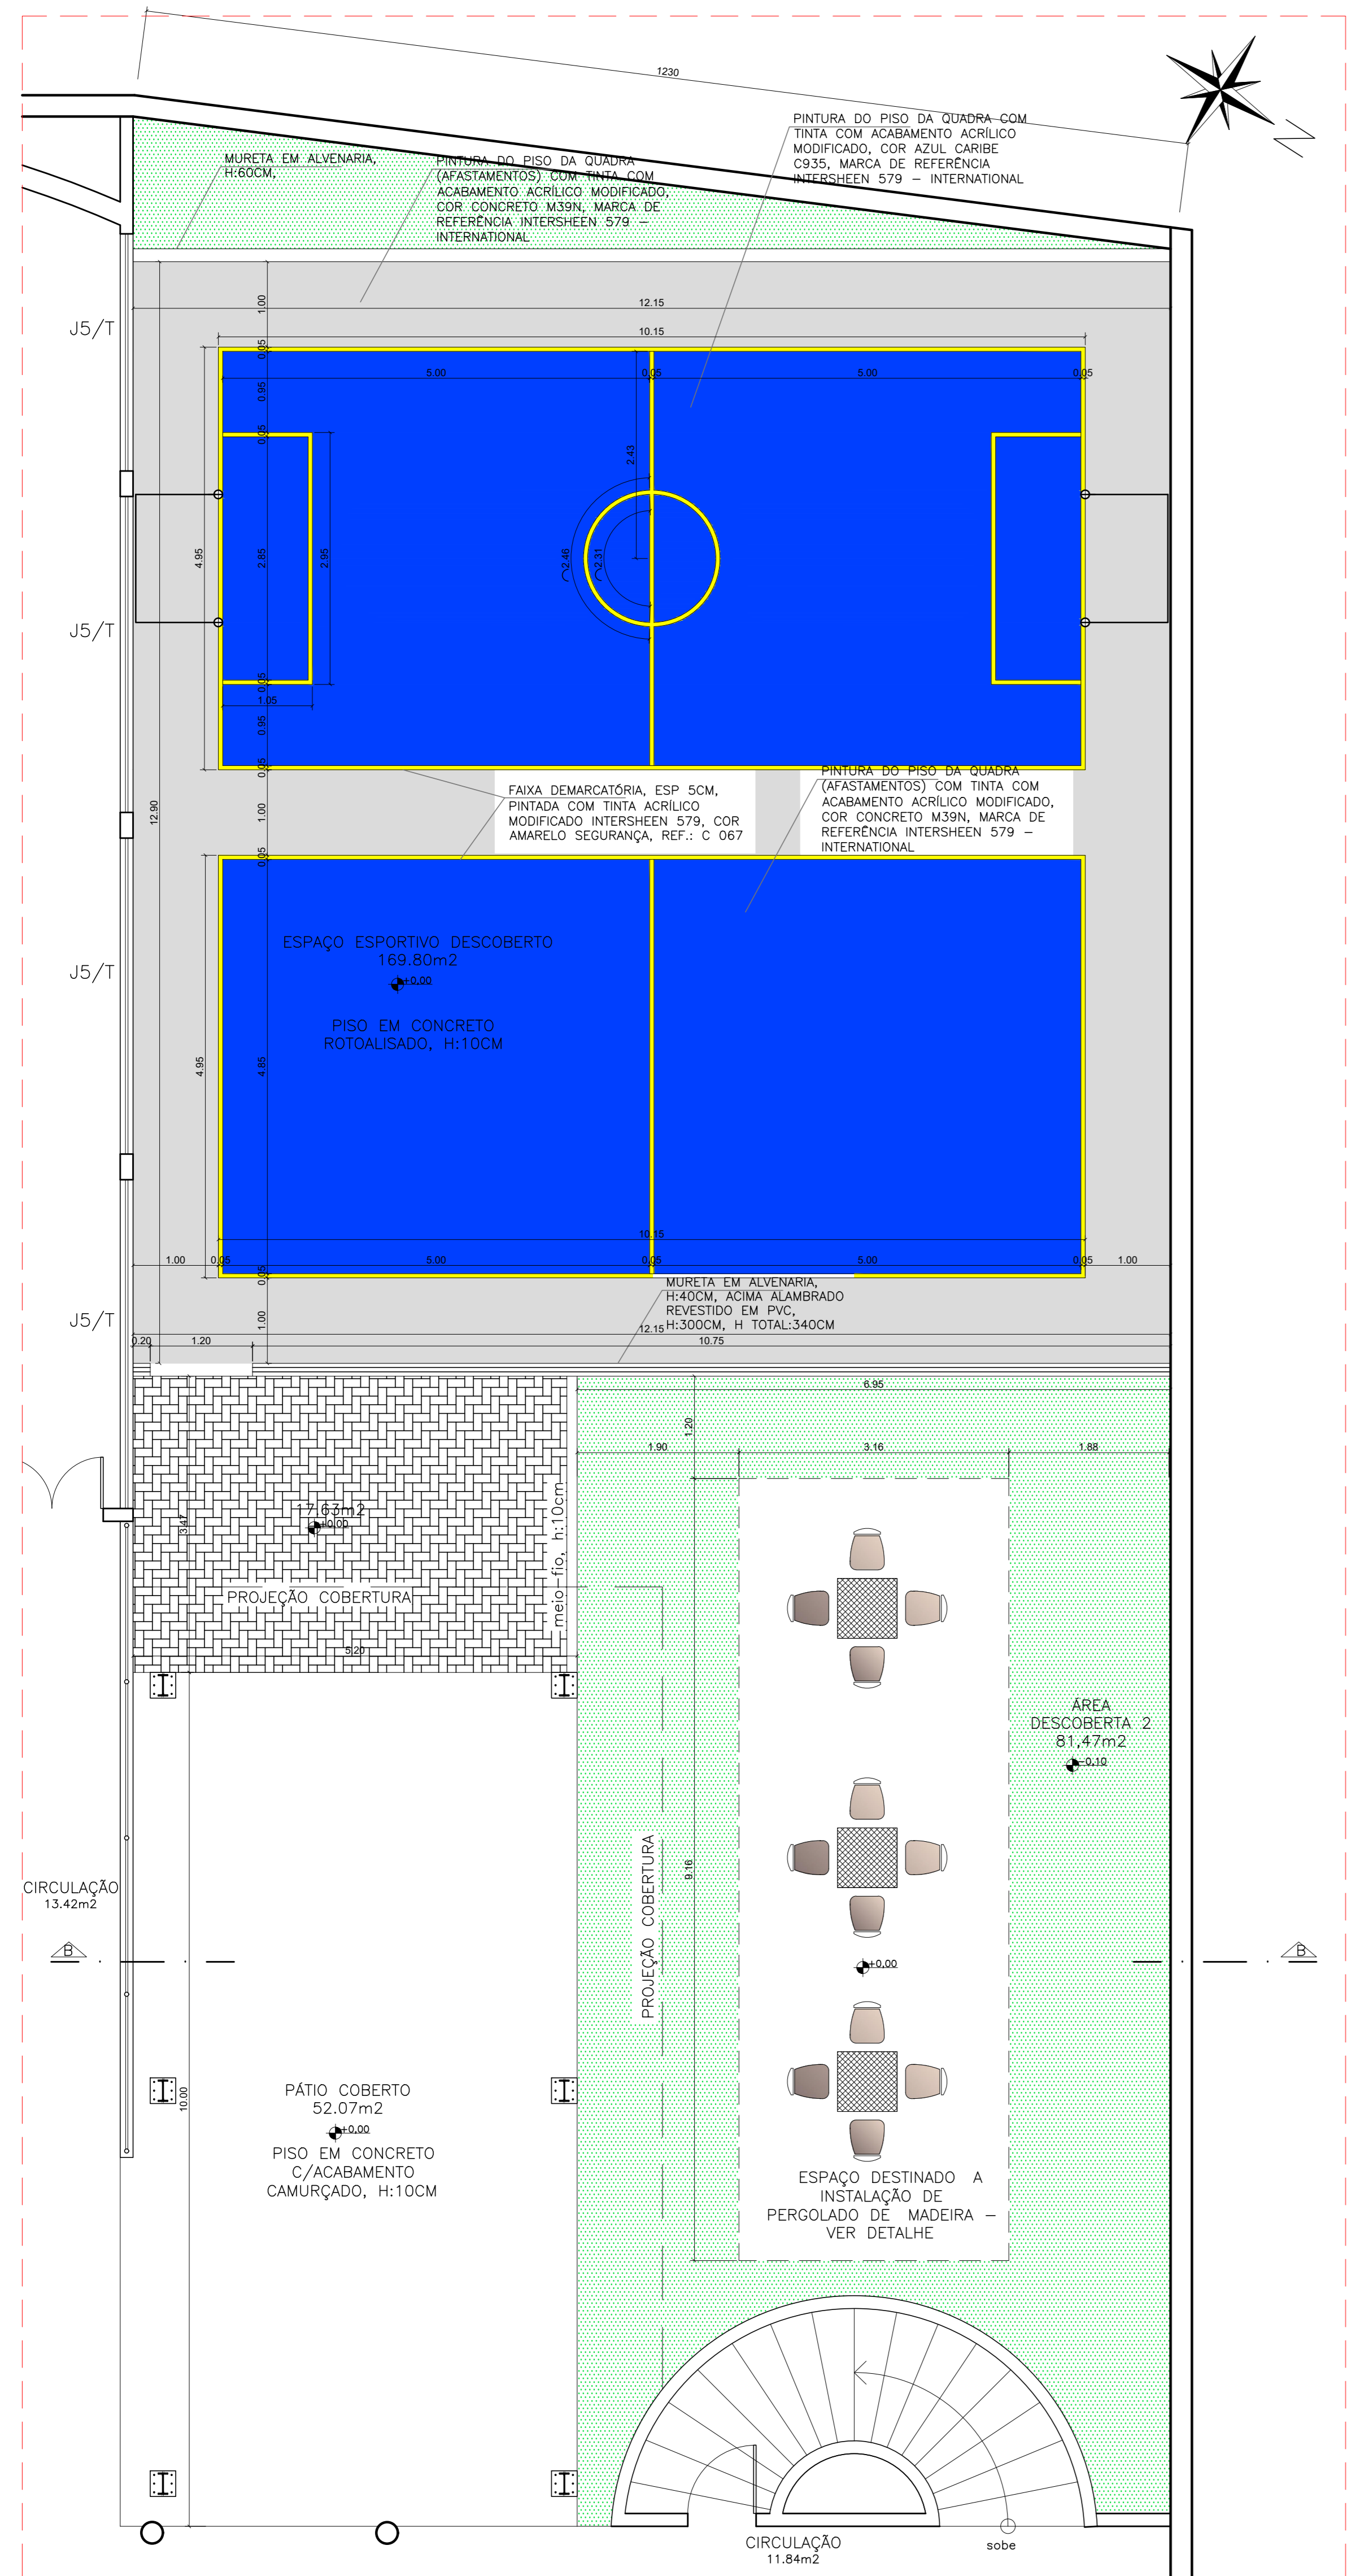 1230
PINTURA DO PISO DA QUADRA COM
TINTA COM ACABAMENTO ACRÍLICO
MODIFICADO, COR AZUL CARIBE
C935, MARCA DE REFERÊNCIA
INTERSHEEN 579 – INTERNATIONAL
MURETA EM ALVENARIA,
H:60CM,
PINTURA DO PISO DA QUADRA
(AFASTAMENTOS) COM TINTA COM
ACABAMENTO ACRÍLICO MODIFICADO,
COR CONCRETO M39N, MARCA DE
REFERÊNCIA INTERSHEEN 579 –
INTERNATIONAL
J5/T
1.00
12.15
10.15
0.05
5.00
0.05
5.00
0.05
0.95
0.05
2.43
J5/T
4.95
2.85
2.95
2.46
2.31
0.05
1.05
0.95
0.05
12.90
1.00
FAIXA DEMARCATÓRIA, ESP 5CM,
PINTADA COM TINTA ACRÍLICO
MODIFICADO INTERSHEEN 579, COR
AMARELO SEGURANÇA, REF.: C 067
PINTURA DO PISO DA QUADRA
(AFASTAMENTOS) COM TINTA COM
ACABAMENTO ACRÍLICO MODIFICADO,
COR CONCRETO M39N, MARCA DE
REFERÊNCIA INTERSHEEN 579 –
INTERNATIONAL
0.05
J5/T
ESPAÇO ESPORTIVO DESCOBERTO
169.80m2
+0.00
PISO EM CONCRETO
ROTOALISADO, H:10CM
4.95
4.85
10.15
1.00
0.05
5.00
0.05
5.00
0.05
1.00
0.05
J5/T
1.00
MURETA EM ALVENARIA,
H:40CM, ACIMA ALAMBRADO
REVESTIDO EM PVC,
H:300CM, H TOTAL:340CM
12.15
0.20
1.20
10.75
6.95
1.20
1.90
3.16
1.88
17.63m2
+0.00
3.47
meio-fio, h:10cm
PROJEÇÃO COBERTURA
5.20
ÁREA
DESCOBERTA 2
81,47m2
-0.10
PROJEÇÃO COBERTURA
9.16
CIRCULAÇÃO
13.42m2
B
B
+0.00
10.00
PÁTIO COBERTO
52.07m2
+0.00
PISO EM CONCRETO
C/ACABAMENTO
CAMURÇADO, H:10CM
ESPAÇO DESTINADO A
INSTALAÇÃO DE
PERGOLADO DE MADEIRA –
VER DETALHE
CIRCULAÇÃO
11.84m2
sobe